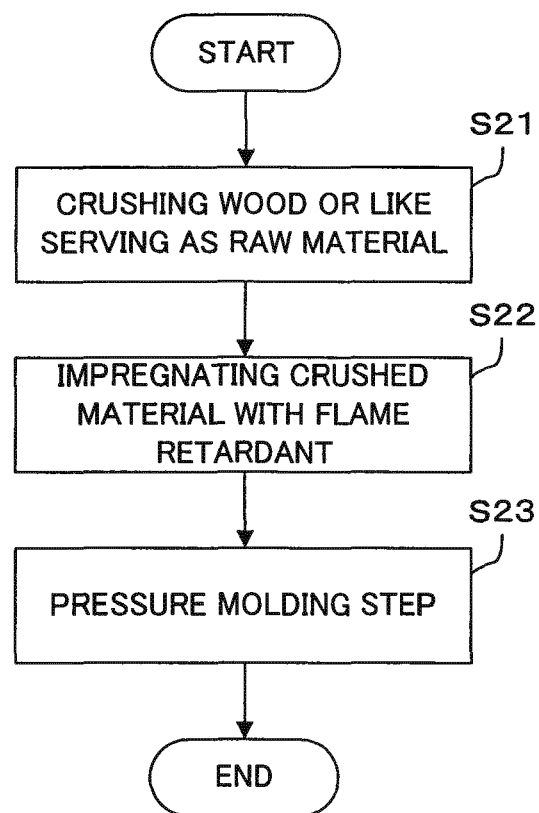 START
S21
CRUSHING WOOD OR LIKE
SERVING AS RAW MATERIAL
S22
IMPREGNATING CRUSHED
MATERIAL WITH FLAME
RETARDANT
S23
PRESSURE MOLDING STEP
END